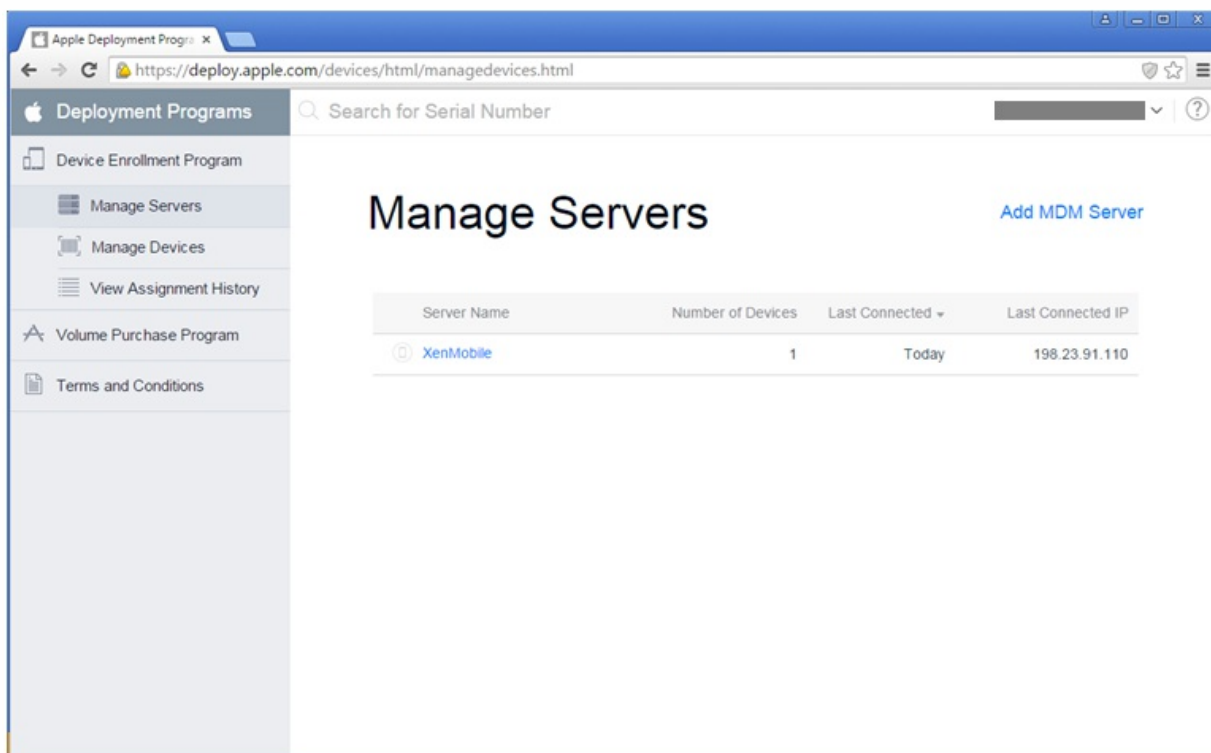 Apple Deployment Progra
https://deploy.apple.com/devices/html/managedevices.html
Deployment Programs
Search for Serial Number
Device Enrollment Program
Manage Servers
Manage Devices
View Assignment History
Volume Purchase Program
Terms and Conditions
Manage Servers
Add MDM Server
Server Name Number of Devices Last Connected Last Connected IP
XenMobile 1 Today 198.23.91.110